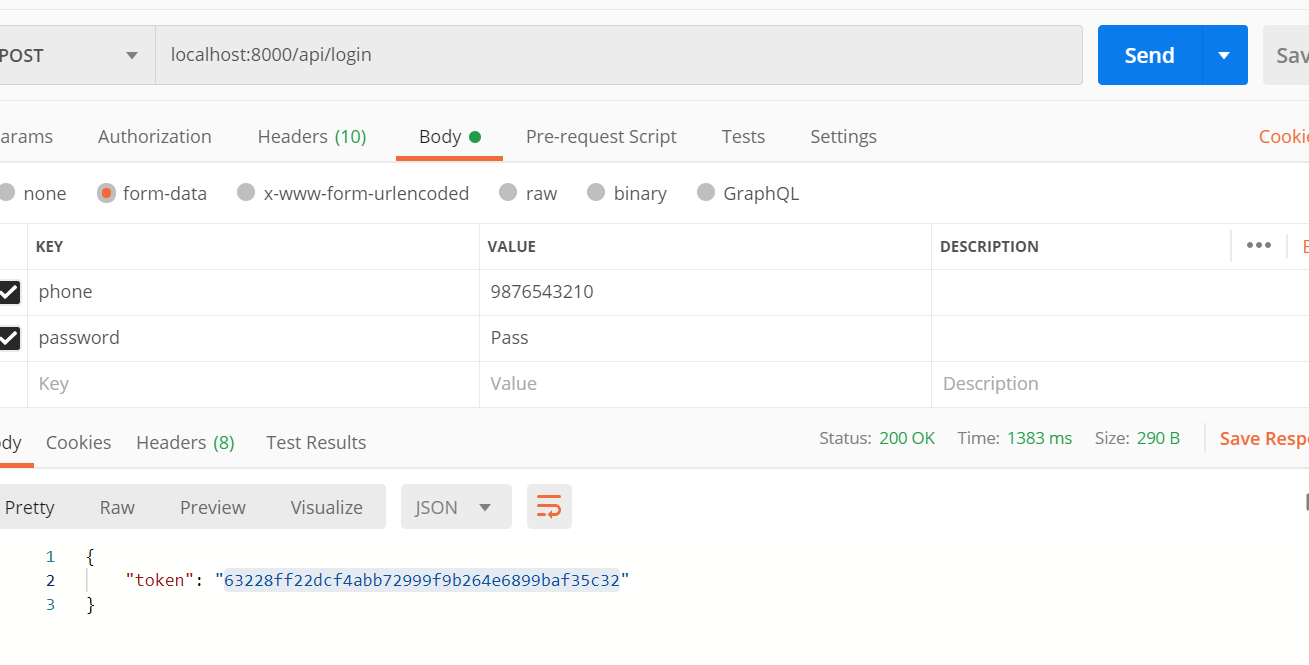 POST localhost:8000/api/login Send Sav
arams Authorization Headers (10) Body Pre-request Script Tests Settings Cookie
none form-data x-www-form-urlencoded raw binary GraphQL
KEY VALUE DESCRIPTION ••• B
phone 9876543210
password Pass
Key Value Description
ody Cookies Headers (8) Test Results Status: 200 OK Time: 1383 ms Size: 290 B Save Respo
Pretty Raw Preview Visualize JSON
1 {
2 "token": "63228ff22dcf4abb72999f9b264e6899baf35c32"
3 }